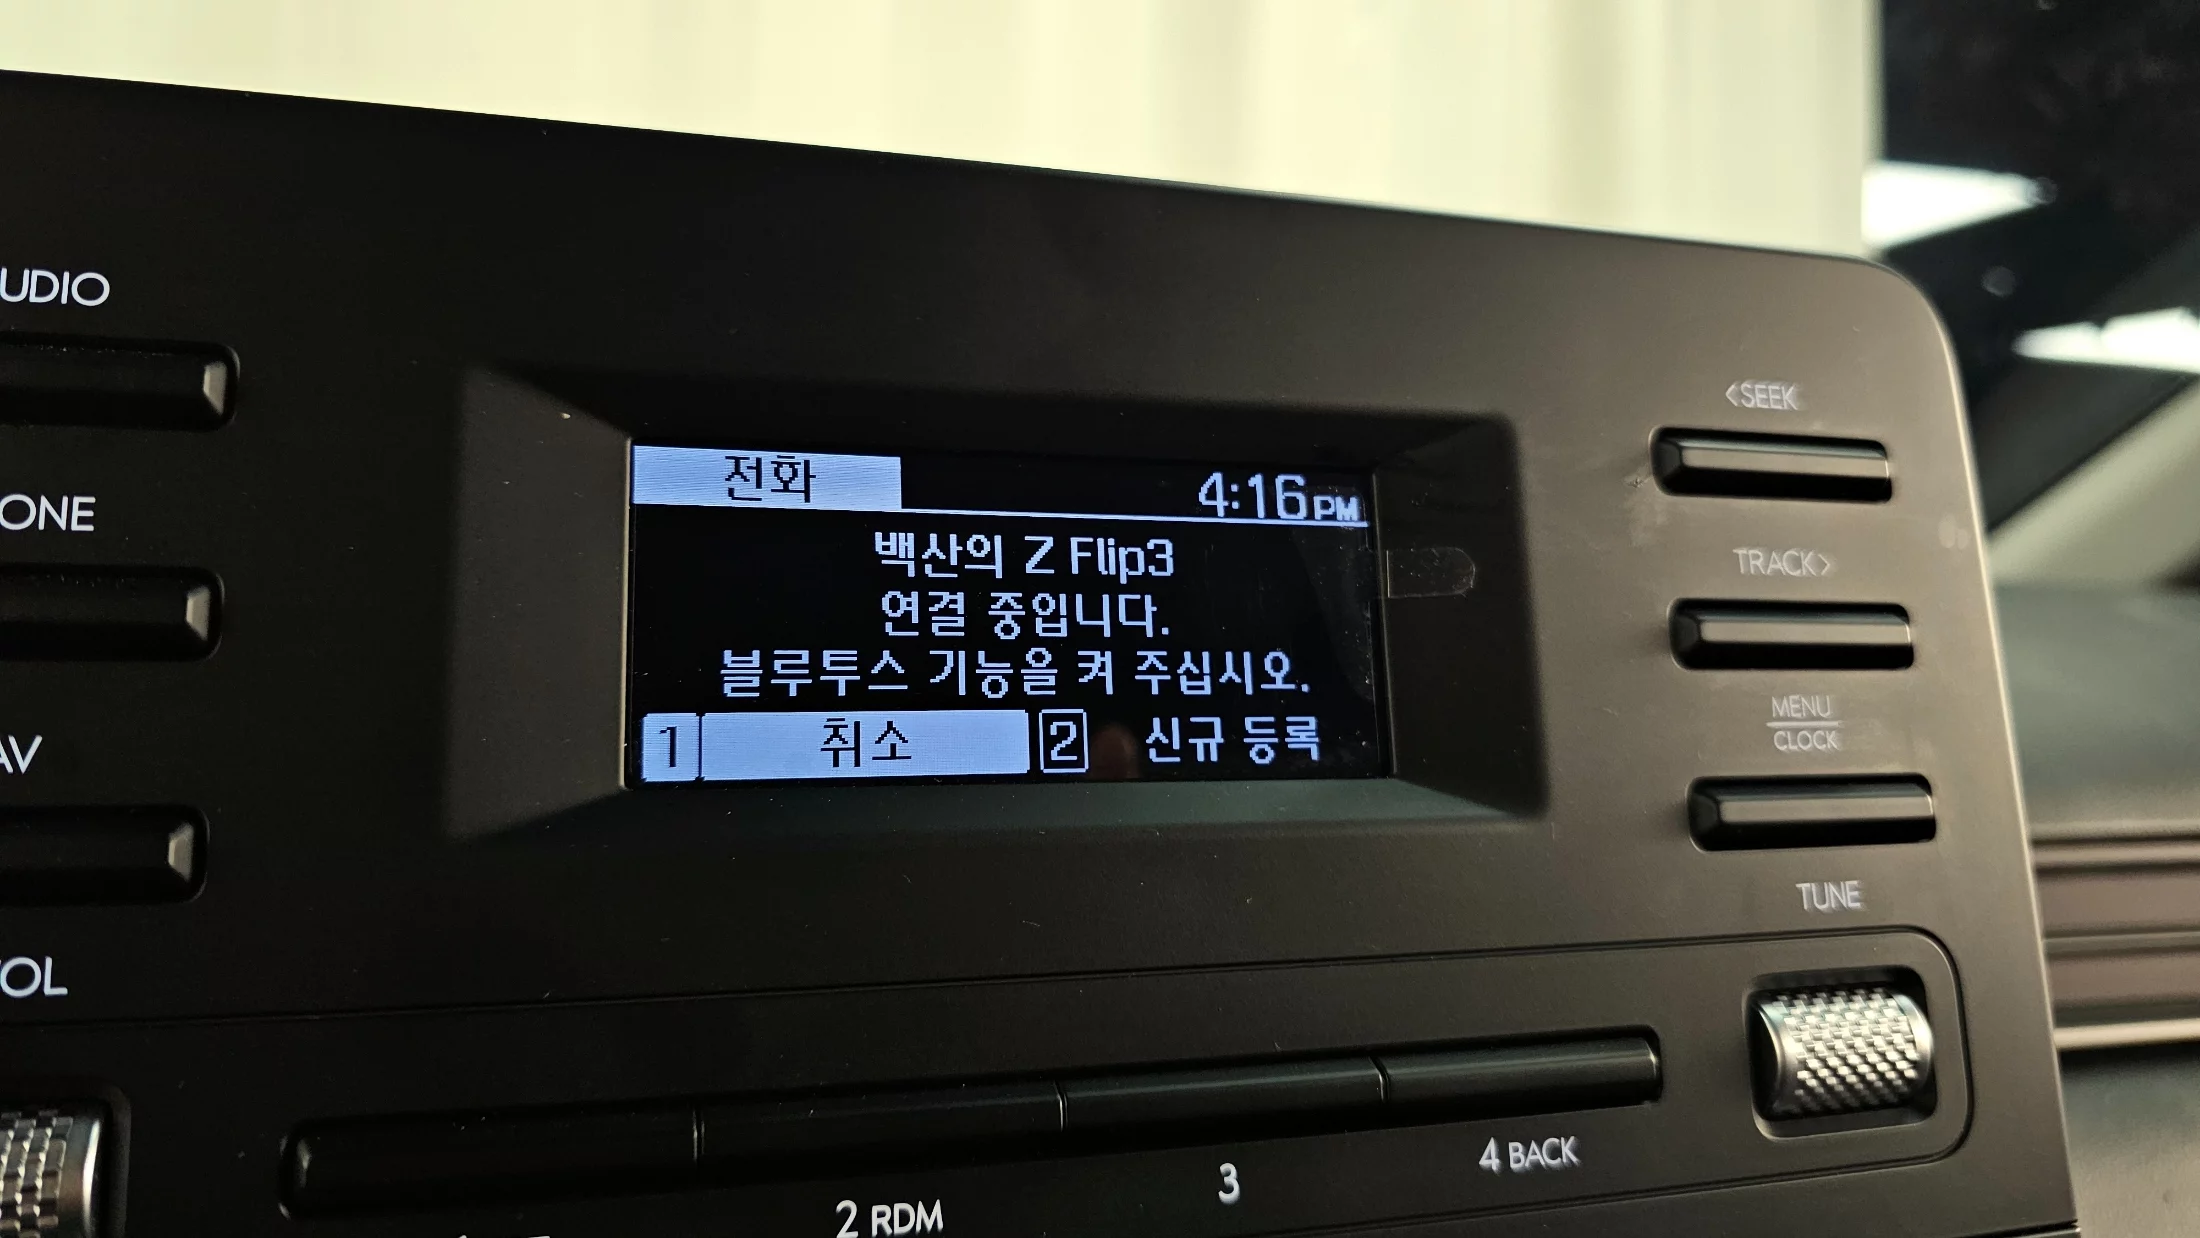 UDIO
ONE
AV
VOL
전화 4:16PM
백산의 Z Flip3
연결 중입니다.
블루투스 기능을 켜 주십시오.
1 취소 2 신규 등록
<SEEK
TRACK>
MENU
CLOCK
TUNE
2 RDM
3
4 BACK